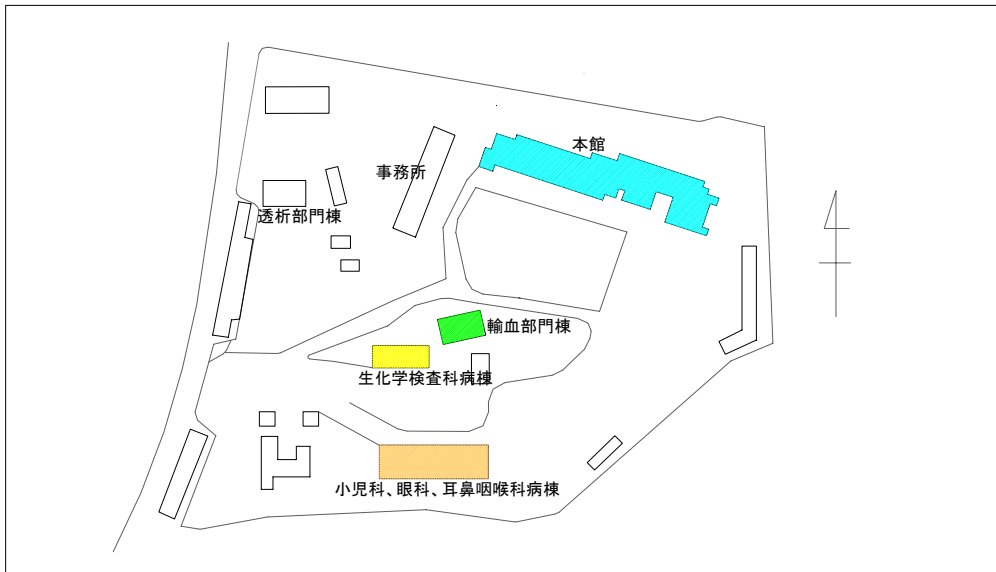 本館
事務所
透析部門棟
輸血部門棟
生化学検査科病棟
小児科、眼科、耳鼻咽喉科病棟